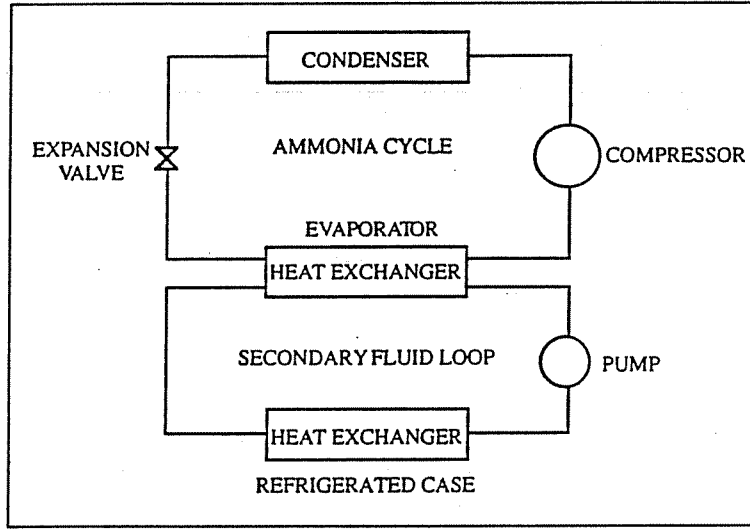 CONDENSER
EXPANSION
VALVE
AMMONIA CYCLE
COMPRESSOR
EVAPORATOR
HEAT EXCHANGER
SECONDARY FLUID LOOP
PUMP
HEAT EXCHANGER
REFRIGERATED CASE